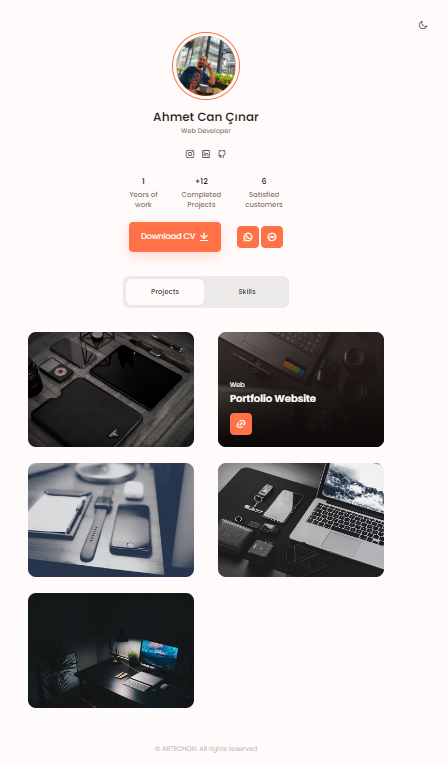 Ahmet Can Çınar
Web Developer
1
+12
6
Years of
work
Completed
Projects
Satisfied
customers
Download CV
Projects
Skills
Web
Portfolio Website
© ARTROHON. All rights reserved